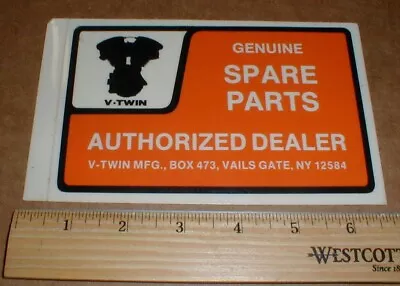 GENUINE
SPARE
PARTS
V·TWIN
AUTHORIZED DEALER
V-TWIN MFG., BOX 473, VAILS GATE, NY 12584
1 2 3 4 5 6
WESTCOTT
Since